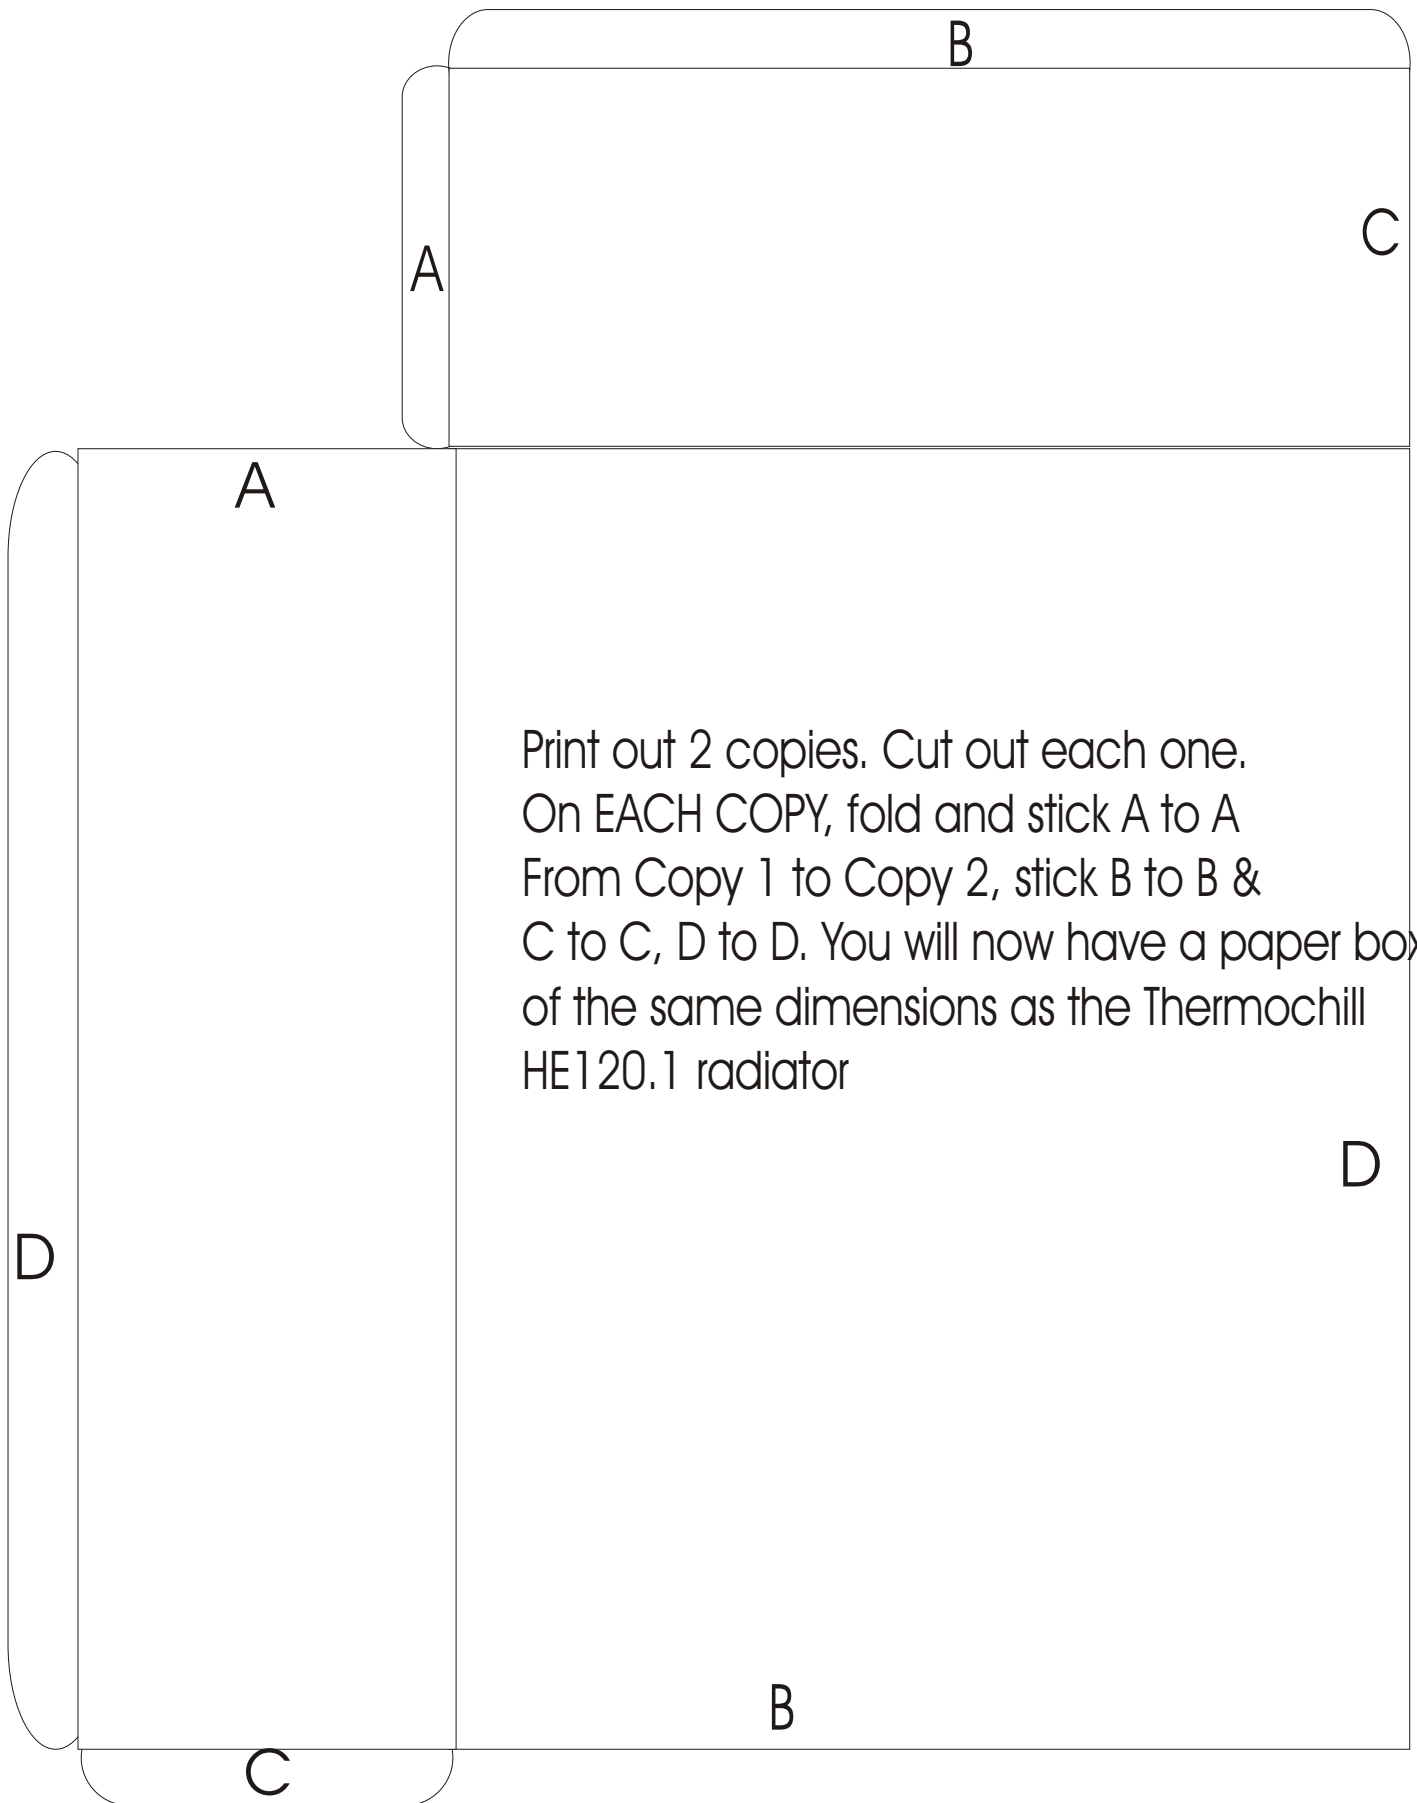 B
C
A
A
Print out 2 copies. Cut out each one.
On EACH COPY, fold and stick A to A
From Copy 1 to Copy 2, stick B to B &
C to C, D to D. You will now have a paper box
of the same dimensions as the Thermochill
HE120.1 radiator
D
D
B
C